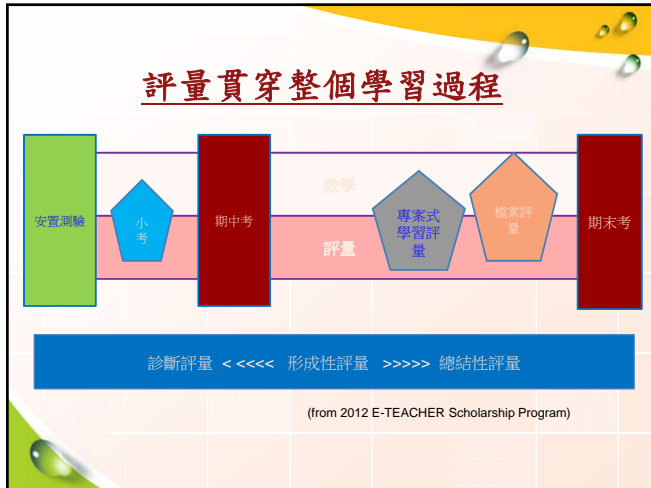 評量貫穿整個學習過程
教學
安置測驗
小
考
期中考
專案式
學習評
量
檔案評
量
期末考
評量
診斷評量 < <<<< 形成性評量 >>>>> 總結性評量
(from 2012 E-TEACHER Scholarship Program)